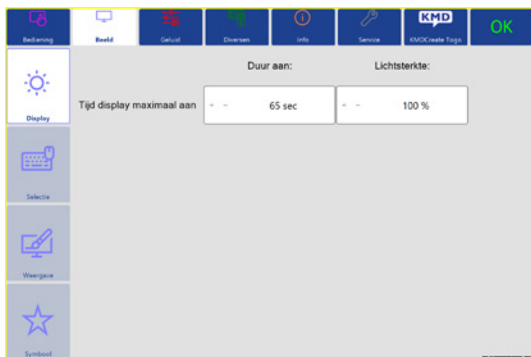 KMD
Bediening Beeld Geluid Diversen Info Service KMDCreate Togo OK
Duur aan: Lichtsterkte:
Tijd display maximaal aan - - 65 sec - - 100 %
Display
Selectie
Weergave
Symbool